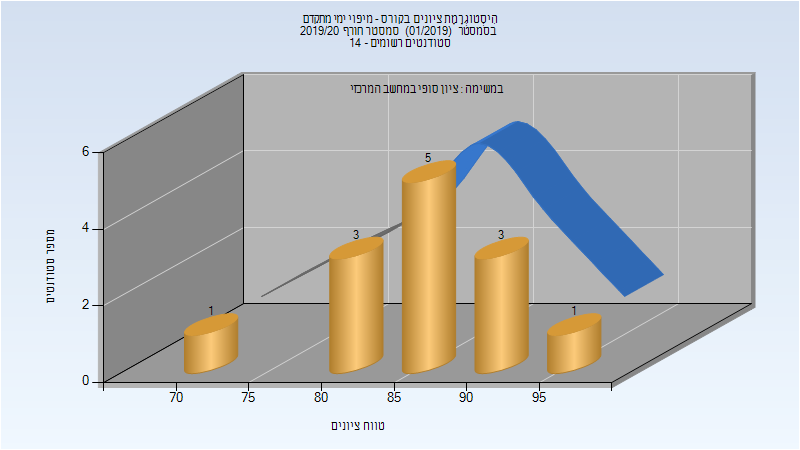 היסטוגרמת ציונים בקורס - מיפוי ימי מתקדם
בסמסטר (01/2019) סמסטר חורף 2019/20
סטודנטים רשומים - 14
במשימה : ציון סופי במחשב המרכזי
6
4
2
0
מספר סטודנטים
1
3
5
3
1
70
75
80
85
90
95
טווח ציונים